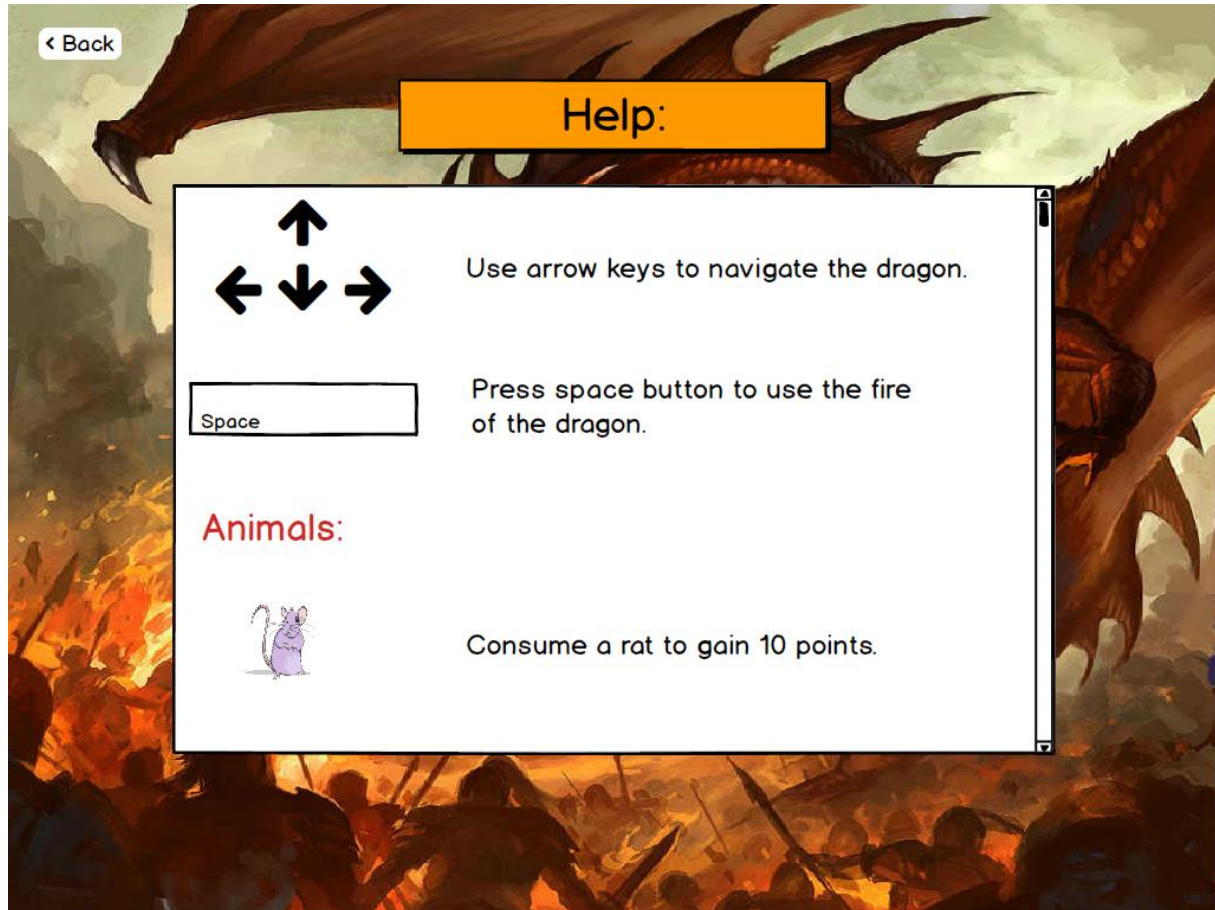 < Back
Help:
Use arrow keys to navigate the dragon.
Press space button to use the fire
of the dragon.
Space
Animals:
Consume a rat to gain 10 points.